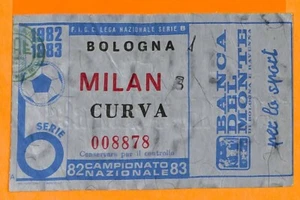 F.I.G.C. LEGA NAZIONALE SERIE B
1982
1983
BOLOGNA
MILAN
CURVA
008878
Conservare per il controllo
SERIE
b
82 CAMPIONATO 83
NAZIONALE
BANCA
DEL
MONTE
per lo sport